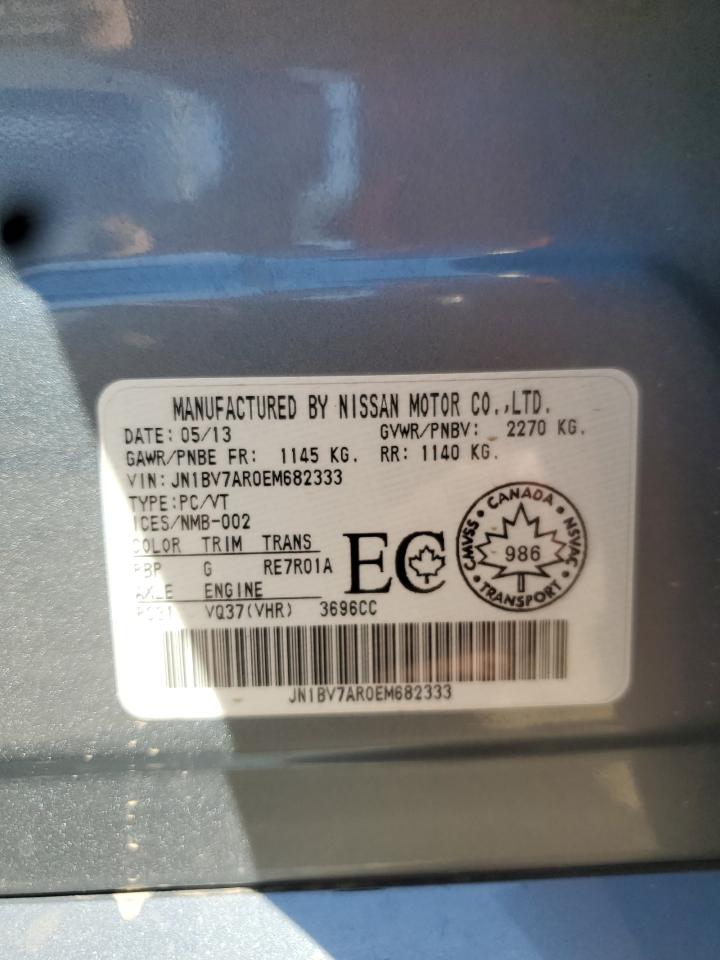 MANUFACTURED BY NISSAN MOTOR CO.,LTD.
DATE: 05/13 GVWR/PNBV: 2270 KG.
GAWR/PNBE FR: 1145 KG. RR: 1140 KG.
VIN: JN1BV7AR0EM682333
TYPE: PC/VT
ICES/NMB-002
COLOR TRIM TRANS
G RE7R01A
AXLE ENGINE
VQ37(VHR) 3696CC
EC
CANADA
CMVSS NSVAC
986
TRANSPORT
JN1BV7AR0EM682333